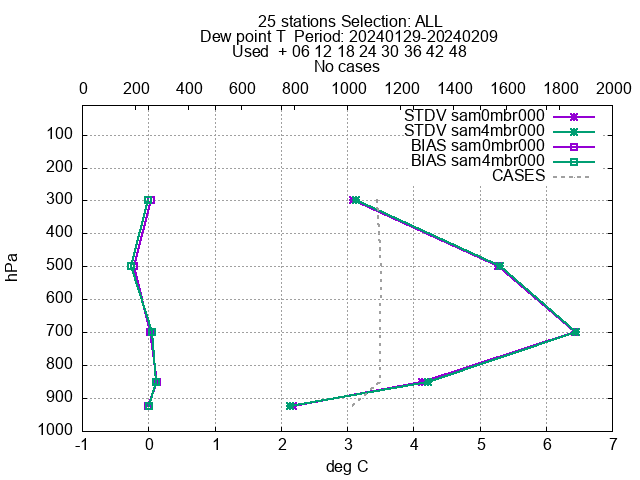 25 stations Selection: ALL
Dew point T  Period: 20240129-20240209
Used  + 06 12 18 24 30 36 42 48
No cases
0 200 400 600 800 1000 1200 1400 1600 1800 2000
STDV sam0mbr000
STDV sam4mbr000
BIAS sam0mbr000
BIAS sam4mbr000
CASES
hPa
100
200
300
400
500
600
700
800
900
1000
-1 0 1 2 3 4 5 6 7
deg C